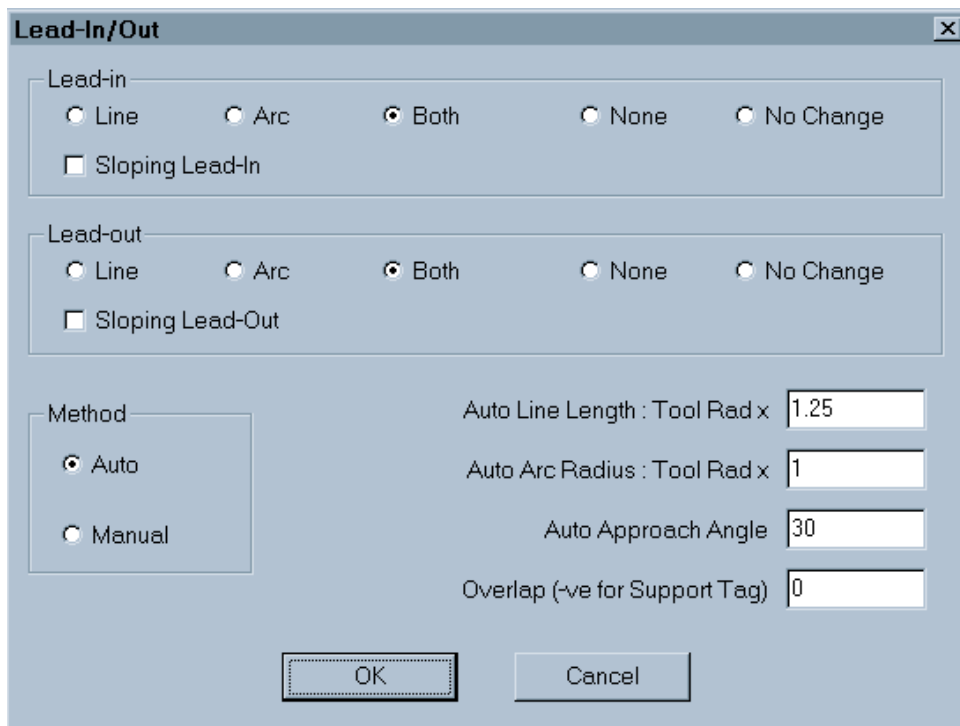 Lead-In/Out
Lead-in
Line Arc Both None No Change
Sloping Lead-In
Lead-out
Line Arc Both None No Change
Sloping Lead-Out
Method
Auto
Manual
Auto Line Length : Tool Rad x 1.25
Auto Arc Radius : Tool Rad x 1
Auto Approach Angle 30
Overlap (-ve for Support Tag) 0
OK Cancel